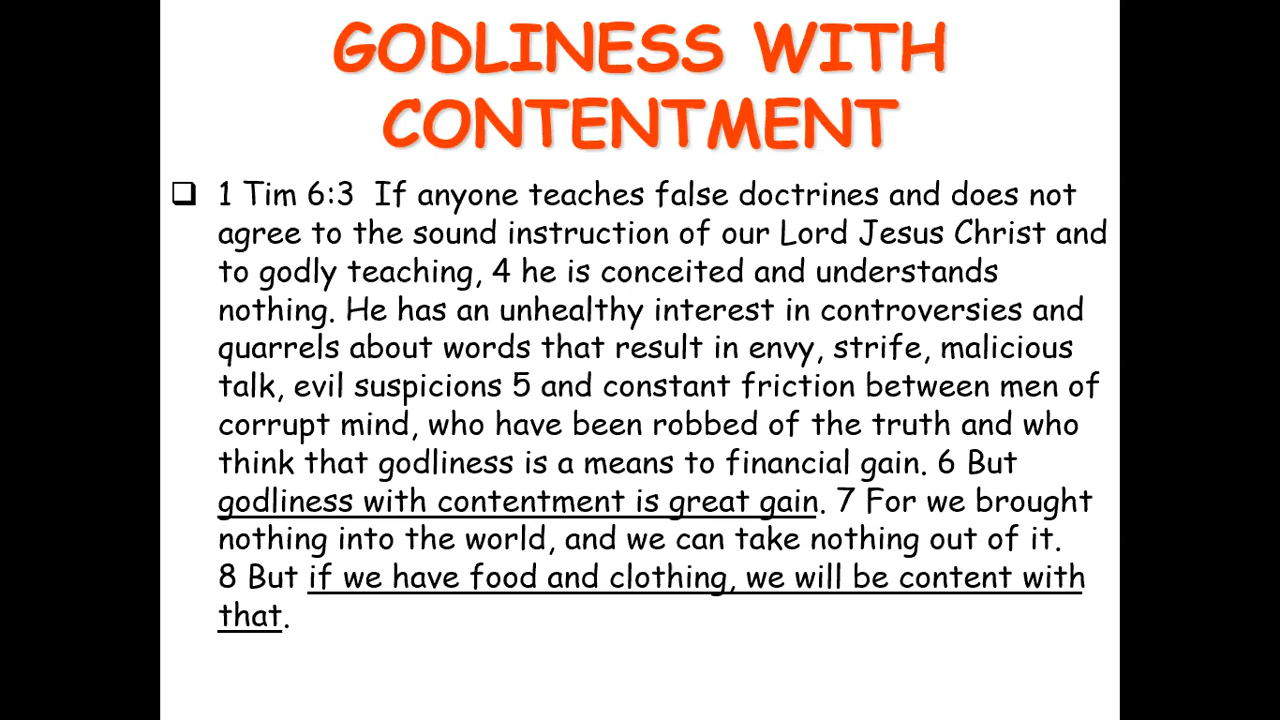 GODLINESS WITH
CONTENTMENT
❑ 1 Tim 6:3 If anyone teaches false doctrines and does not
agree to the sound instruction of our Lord Jesus Christ and
to godly teaching, 4 he is conceited and understands
nothing. He has an unhealthy interest in controversies and
quarrels about words that result in envy, strife, malicious
talk, evil suspicions 5 and constant friction between men of
corrupt mind, who have been robbed of the truth and who
think that godliness is a means to financial gain. 6 But
godliness with contentment is great gain. 7 For we brought
nothing into the world, and we can take nothing out of it.
8 But if we have food and clothing, we will be content with
that.